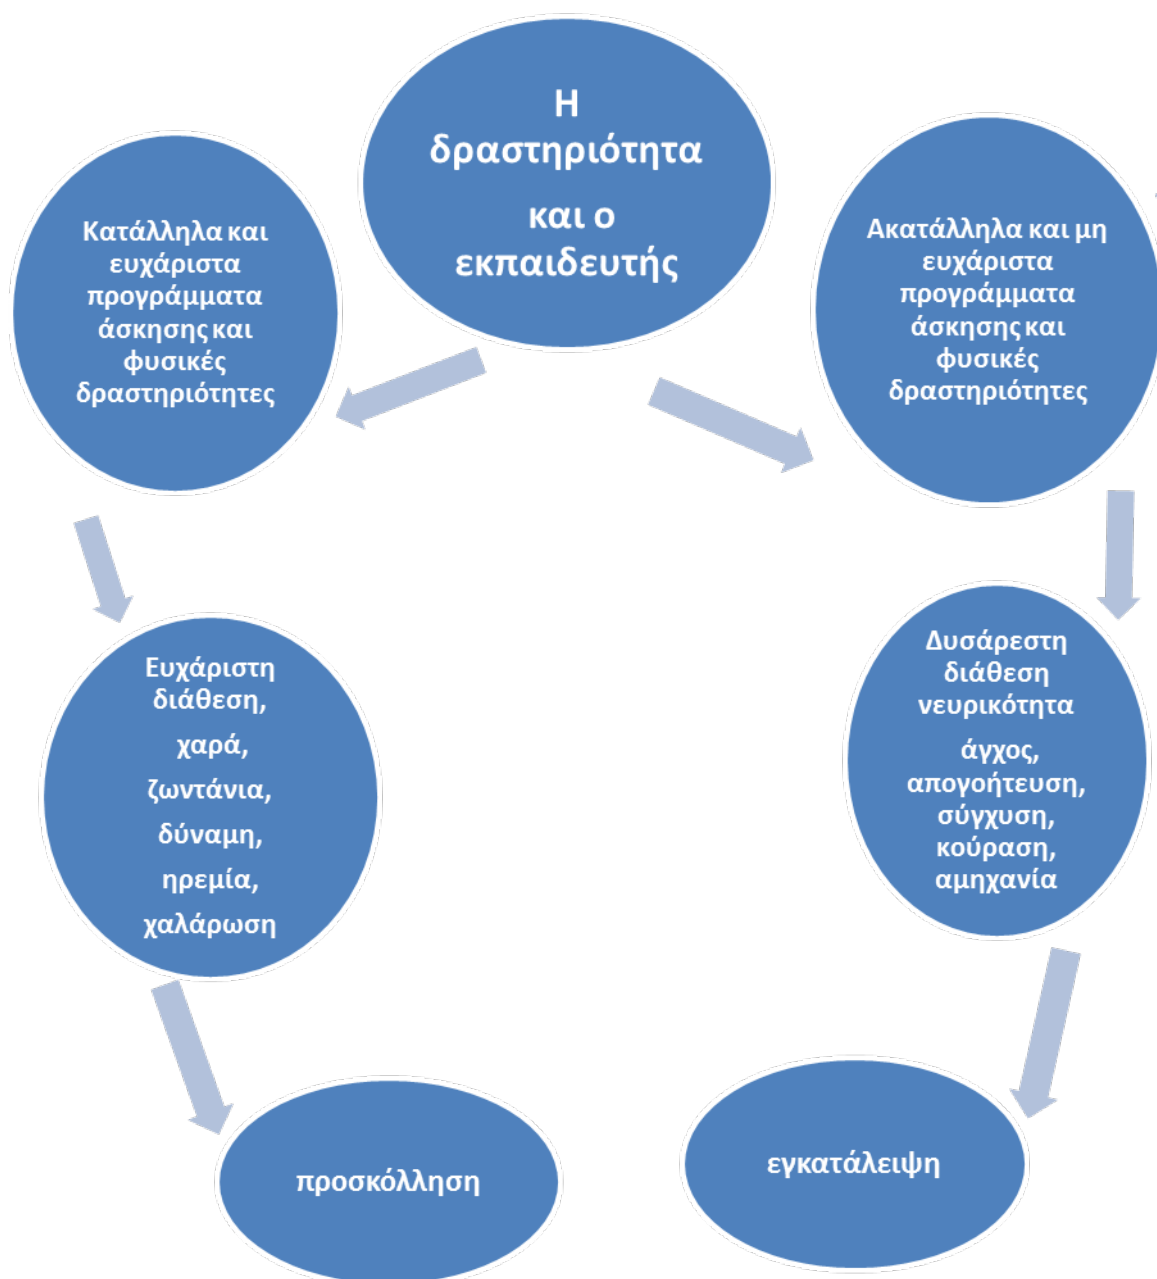 Η
δραστηριότητα
και ο
εκπαιδευτής
Κατάλληλα και
ευχάριστα
προγράμματα
άσκησης και
φυσικές
δραστηριότητες
Ακατάλληλα και μη
ευχάριστα
προγράμματα
άσκησης και
φυσικές
δραστηριότητες
Ευχάριστη
διάθεση,
χαρά,
ζωντάνια,
δύναμη,
ηρεμία,
χαλάρωση
Δυσάρεστη
διάθεση
νευρικότητα
άγχος,
απογοήτευση,
σύγχυση,
κούραση,
αμηχανία
προσκόλληση
εγκατάλειψη